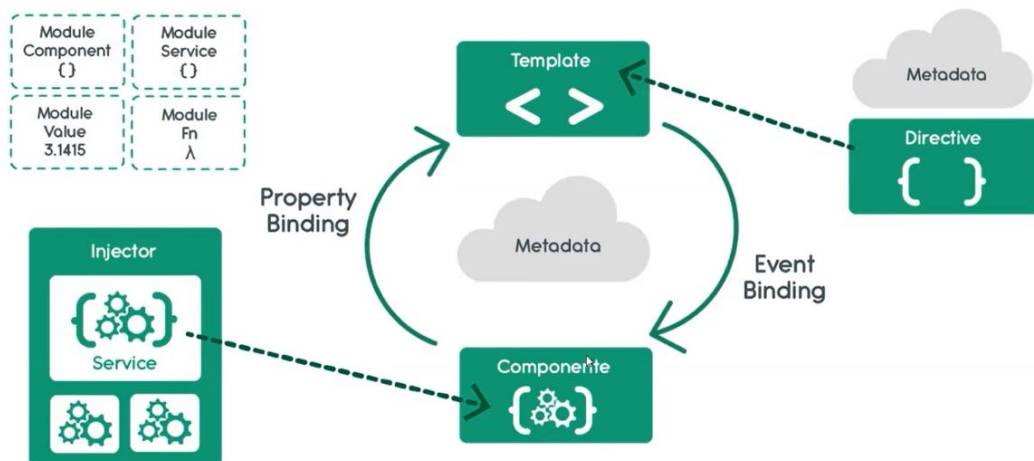 Module
Component
{}
Module
Service
{}
Module
Value
3.1415
Module
Fn
λ
Template
< >
Metadata
Directive
{ }
Property
Binding
Metadata
Event
Binding
Injector
{ }
Service
Componente
{ }